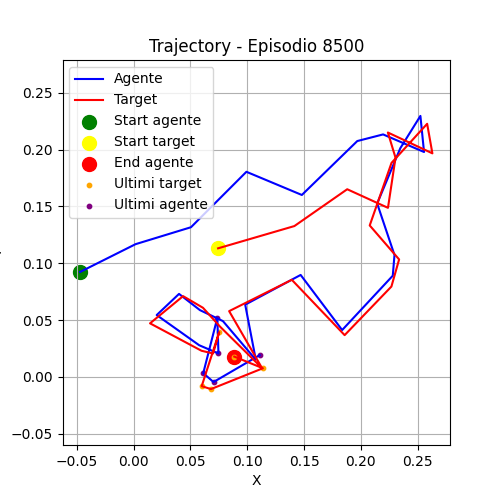 Trajectory - Episodio 8500
Agente
Target
Start agente
Start target
End agente
Ultimi target
Ultimi agente
0.25
0.20
0.15
0.10
0.05
0.00
−0.05
−0.05
0.00
0.05
0.10
0.15
0.20
0.25
X